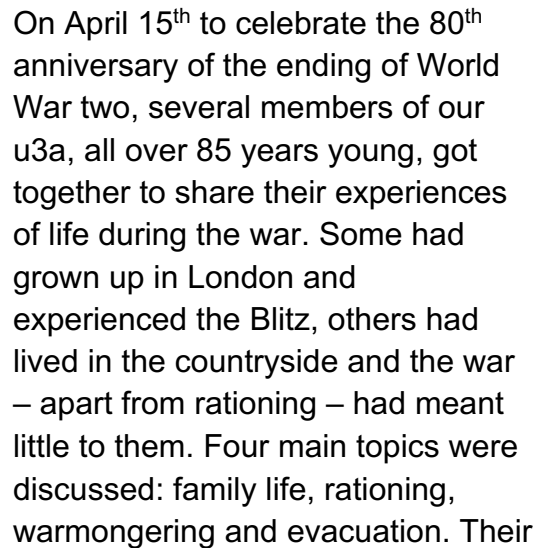 On April 15th to celebrate the 80th
anniversary of the ending of World
War two, several members of our
u3a, all over 85 years young, got
together to share their experiences
of life during the war. Some had
grown up in London and
experienced the Blitz, others had
lived in the countryside and the war
– apart from rationing – had meant
little to them. Four main topics were
discussed: family life, rationing,
warmongering and evacuation. Their